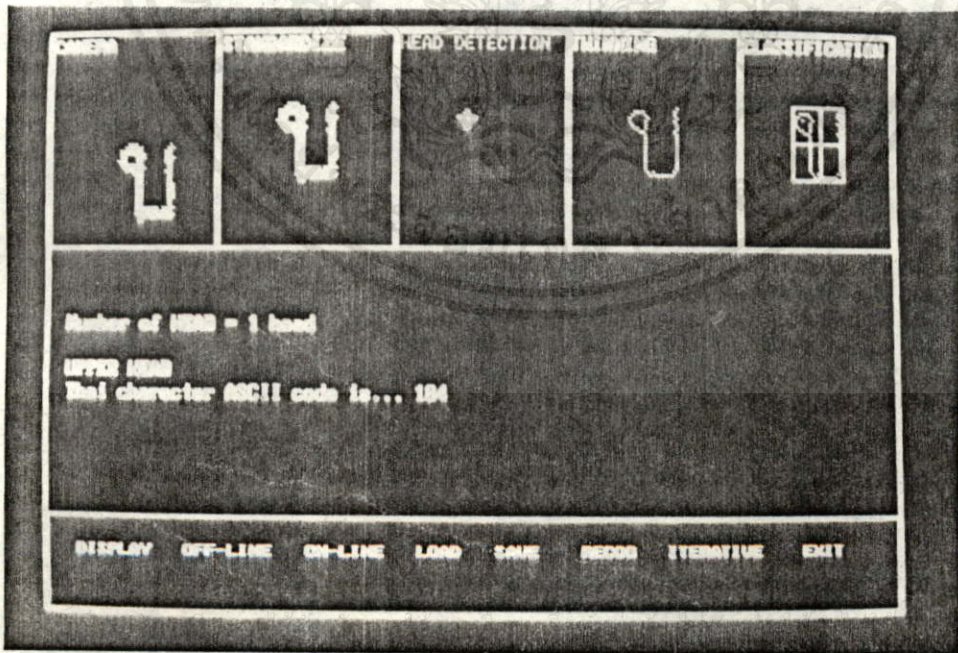 CAMERA STANDARDIZE HEAD DETECTION THINNING CLASSIFICATION
Number of HEAD = 1 head
UPPER HEAD
Thai character ASCII code is... 184
DISPLAY OFF-LINE ON-LINE LOAD SAVE RECOG ITERATIVE EXIT